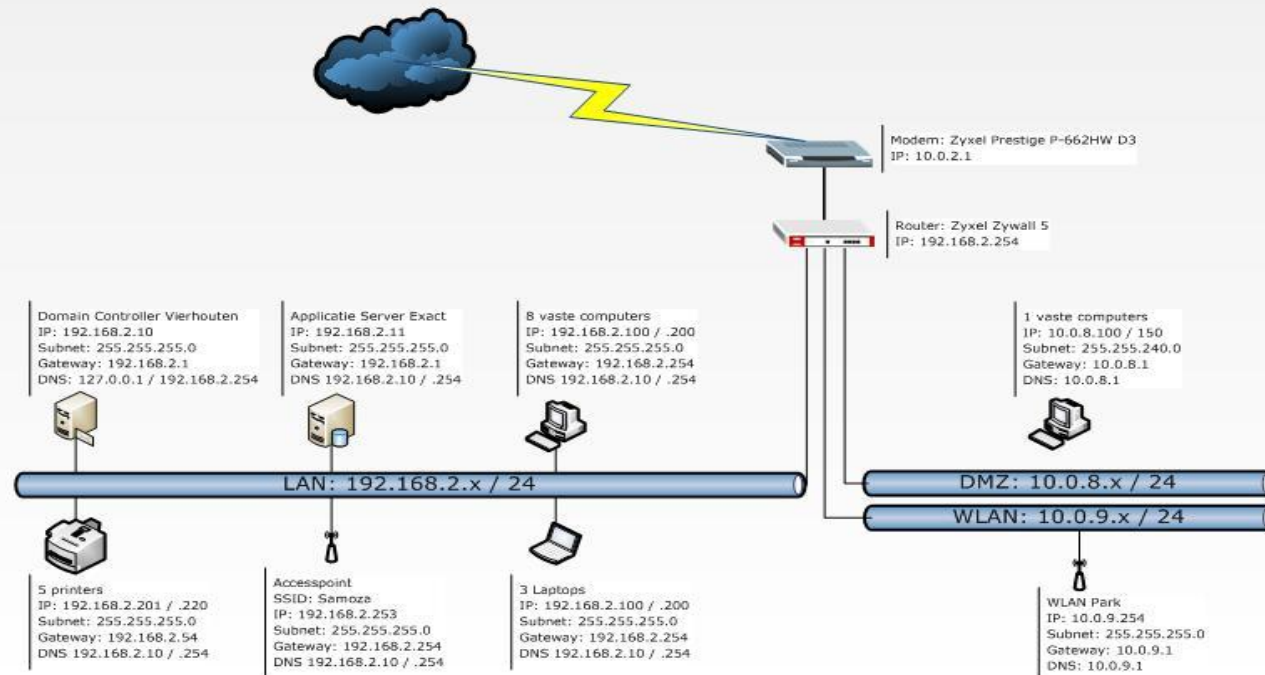 Modem: Zyxel Prestige P-662HW D3
IP: 10.0.2.1
Router: Zyxel Zywall 5
IP: 192.168.2.254
Domain Controller Vierhouten
IP: 192.168.2.10
Subnet: 255.255.255.0
Gateway: 192.168.2.1
DNS: 127.0.0.1 / 192.168.2.254
Applicatie Server Exact
IP: 192.168.2.11
Subnet: 255.255.255.0
Gateway: 192.168.2.1
DNS 192.168.2.10 / .254
8 vaste computers
IP: 192.168.2.100 / .200
Subnet: 255.255.255.0
Gateway: 192.168.2.254
DNS 192.168.2.10 / .254
1 vaste computers
IP: 10.0.8.100 / 150
Subnet: 255.255.240.0
Gateway: 10.0.8.1
DNS: 10.0.8.1
LAN: 192.168.2.x / 24
DMZ: 10.0.8.x / 24
WLAN: 10.0.9.x / 24
5 printers
IP: 192.168.2.201 / .220
Subnet: 255.255.255.0
Gateway: 192.168.2.54
DNS 192.168.2.10 / .254
Accesspoint
SSID: Samoza
IP: 192.168.2.253
Subnet: 255.255.255.0
Gateway: 192.168.2.254
DNS 192.168.2.10 / .254
3 Laptops
IP: 192.168.2.100 / .200
Subnet: 255.255.255.0
Gateway: 192.168.2.254
DNS 192.168.2.10 / .254
WLAN Park
IP: 10.0.9.254
Subnet: 255.255.255.0
Gateway: 10.0.9.1
DNS: 10.0.9.1